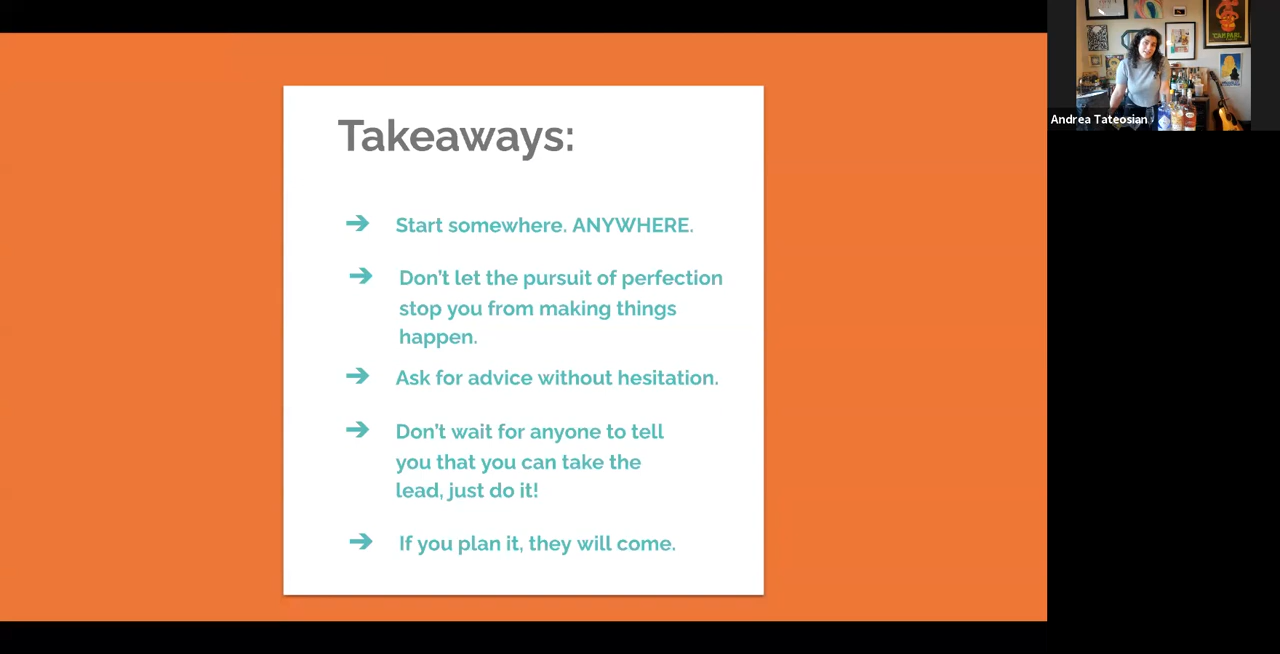 Takeaways:
➔ Start somewhere. ANYWHERE.
➔ Don't let the pursuit of perfection
stop you from making things
happen.
➔ Ask for advice without hesitation.
➔ Don't wait for anyone to tell
you that you can take the
lead, just do it!
➔ If you plan it, they will come.
CAMPARI
Andrea Tateosian